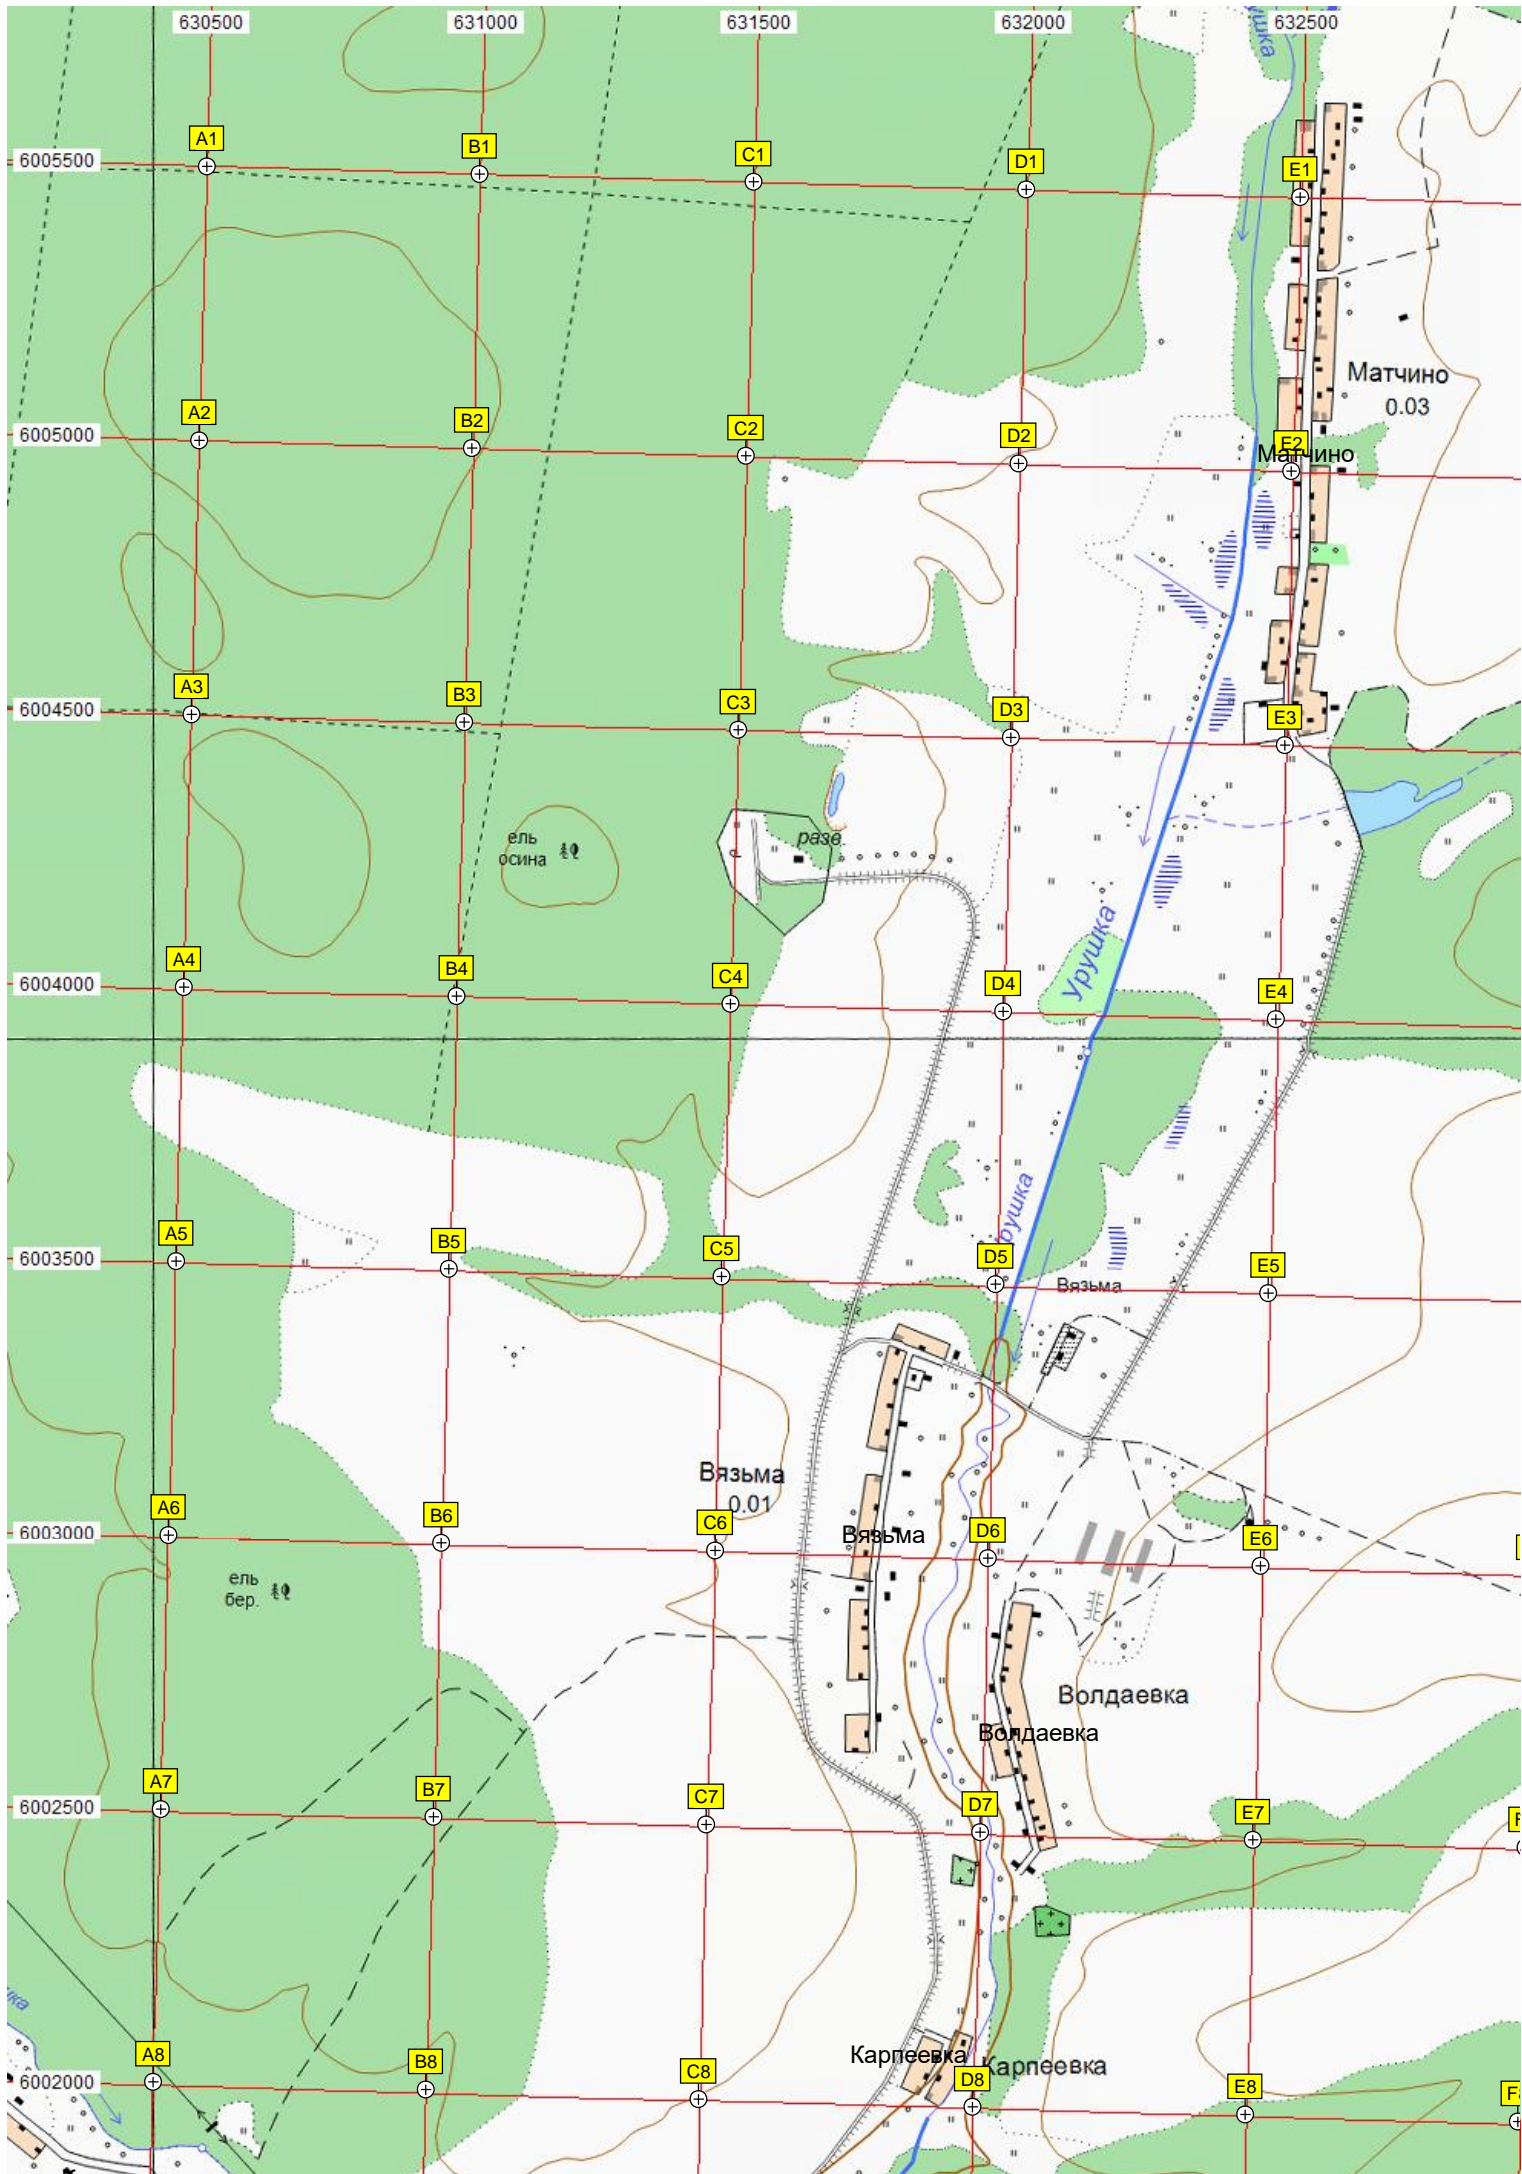 630500 631000 631500 632000 632500
ушка
A1 B1 C1 D1 E1
6005500
Матчино
0.03
A2 B2 C2 D2 E2
6005000
Матчино
A3 B3 C3 D3 E3
6004500
ель
осина
разв.
Урушка
A4 B4 C4 D4 E4
6004000
рушка
A5 B5 C5 D5 E5
6003500
Вязьма
Вязьма
0.01
A6 B6 C6 D6 E6
6003000
Вязьма
ель
бер.
Волдаевка
Волдаевка
A7 B7 C7 D7 E7
6002500
Карпеевка
Карпеевка
A8 B8 C8 D8 E8
6002000